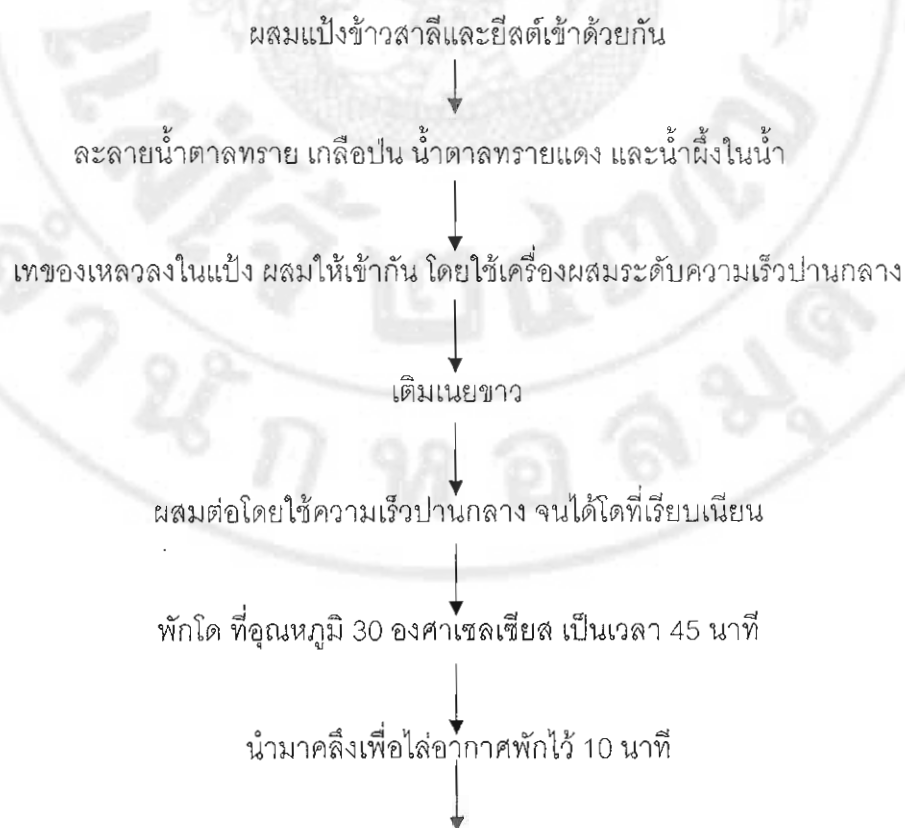 ผสมแป้งข้าวสาลีและยีสต์เข้าด้วยกัน
ละลายน้ำตาลทราย เกลือป่น น้ำตาลทรายแดง และน้ำผึ้งในน้ำ
เทของเหลวลงในแป้ง ผสมให้เข้ากัน โดยใช้เครื่องผสมระดับความเร็วปานกลาง
เติมเนยขาว
ผสมต่อโดยใช้ความเร็วปานกลาง จนได้โดที่เรียบเนียน
พักโด ที่อุณหภูมิ 30 องศาเซลเซียส เป็นเวลา 45 นาที
นำมาคลึงเพื่อไล่อากาศพักไว้ 10 นาที
สำนักหอสมุด